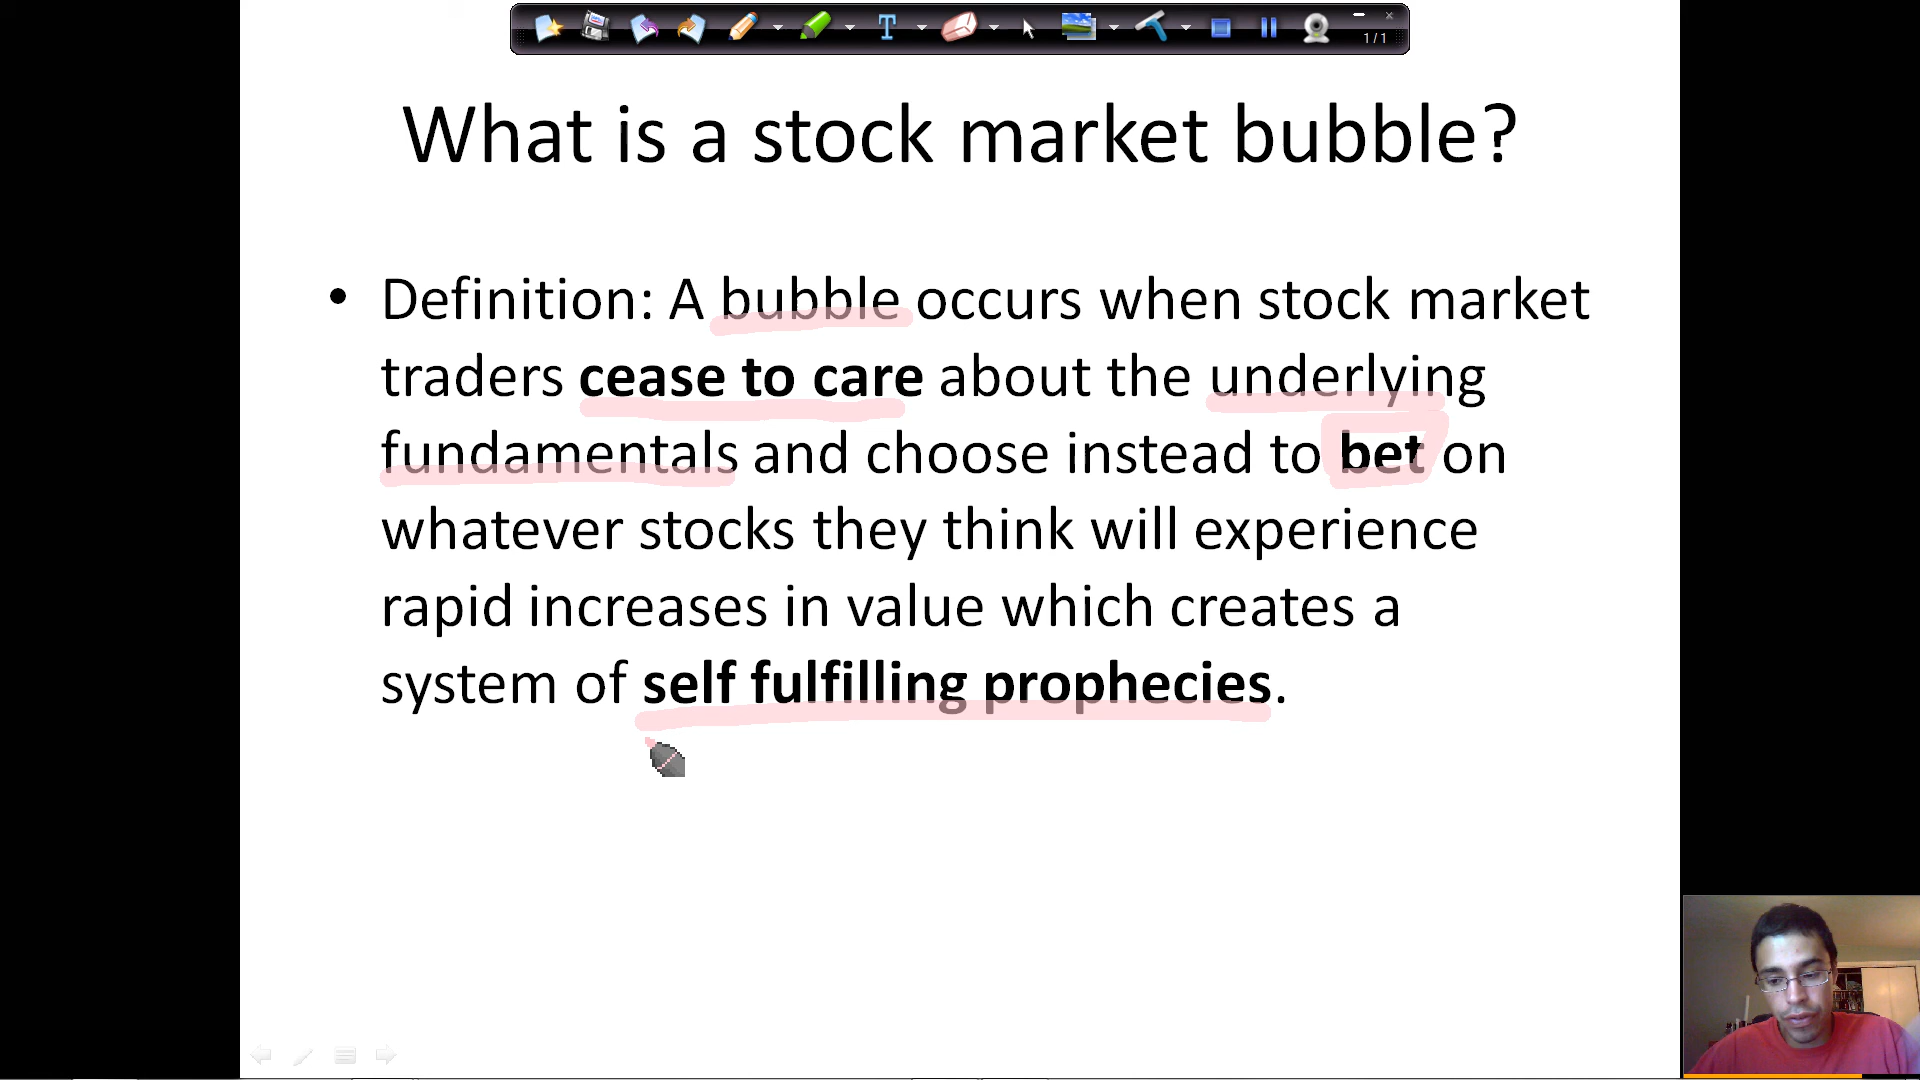 1/1
What is a stock market bubble?
• Definition: A bubble occurs when stock market
traders cease to care about the underlying
fundamentals and choose instead to bet on
whatever stocks they think will experience
rapid increases in value which creates a
system of self fulfilling prophecies.